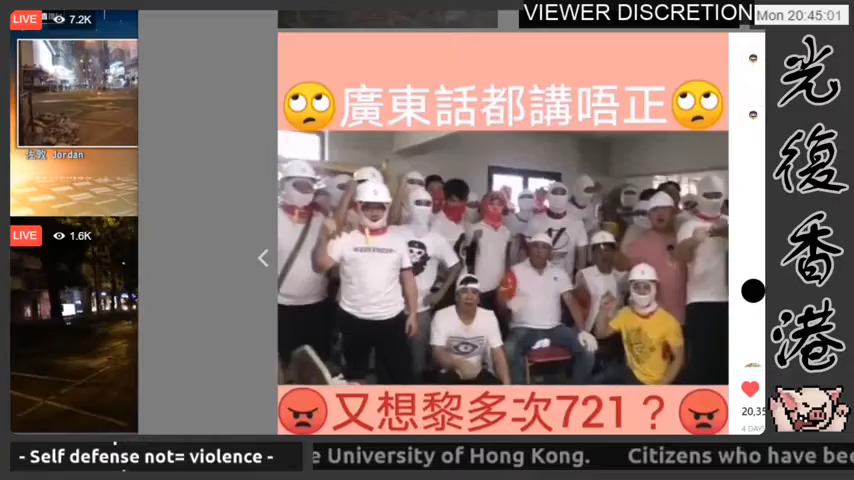 LIVE 7.2K
佐敦 Jordan
LIVE 1.6K
VIEWER DISCRETION
Mon 20:45:01
廣東話都講唔正
又想黎多次721？
20,35
4 DAYS
光復香港
- Self defense not= violence -
e University of Hong Kong. Citizens who have bee